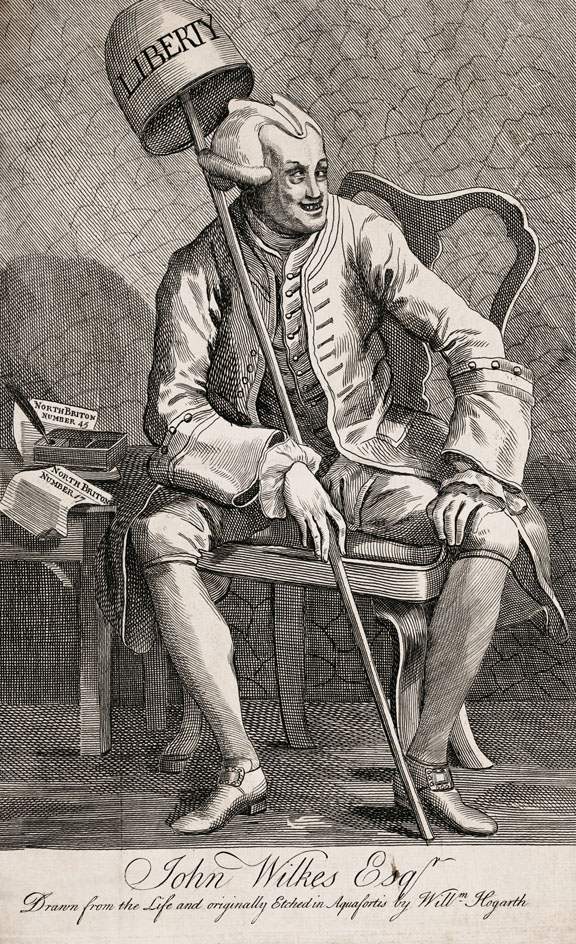 LIBERTY
NORTH BRITON
NUMBER 45
NORTH BRITON
NUMBER 17
John Wilkes Esqr
Drawn from the Life and originally Etched in Aquafortis by Willm Hogarth